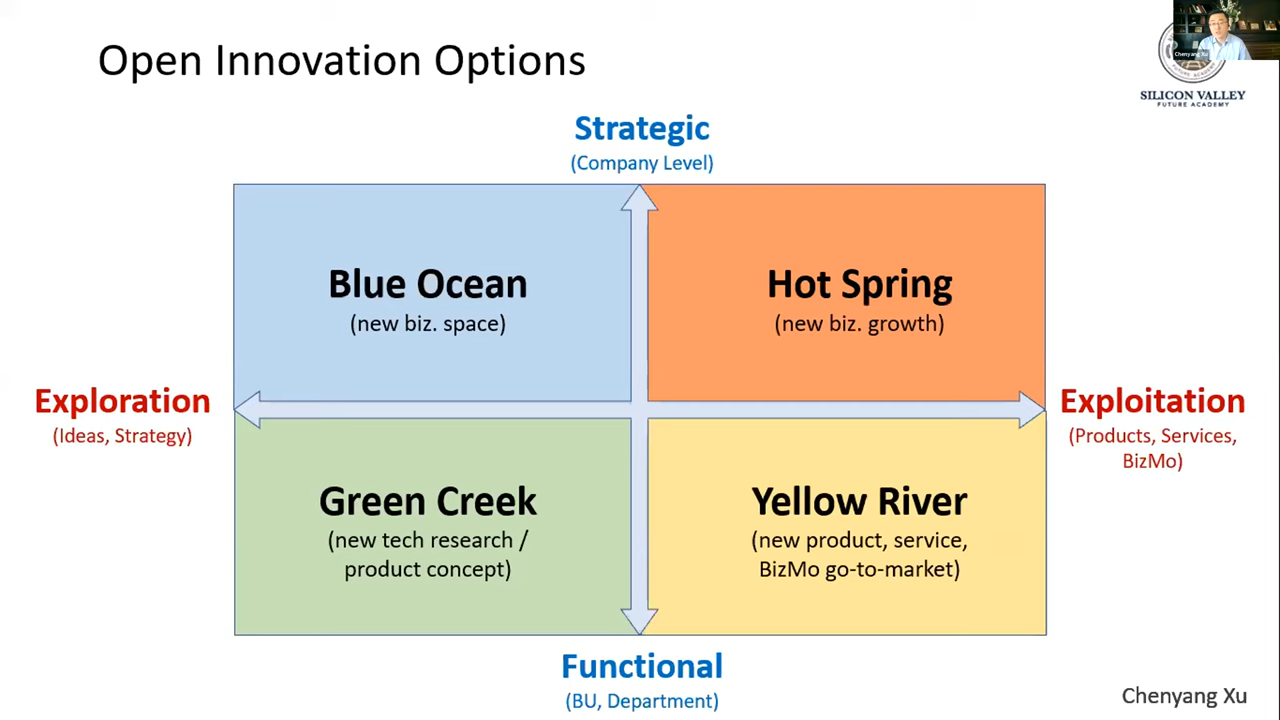 Open Innovation Options
Chenyang Xu
SILICON VALLEY
FUTURE ACADEMY
Strategic
(Company Level)
Blue Ocean
(new biz. space)
Hot Spring
(new biz. growth)
Exploration
(Ideas, Strategy)
Exploitation
(Products, Services,
BizMo)
Green Creek
(new tech research /
product concept)
Yellow River
(new product, service,
BizMo go-to-market)
Functional
(BU, Department)
Chenyang Xu